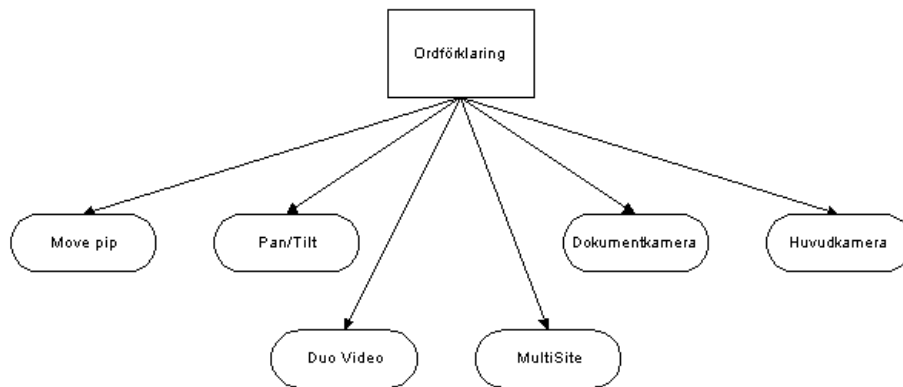 Ordförklaring
Move pip
Pan/Tilt
Dokumentkamera
Huvudkamera
Duo Video
MultiSite